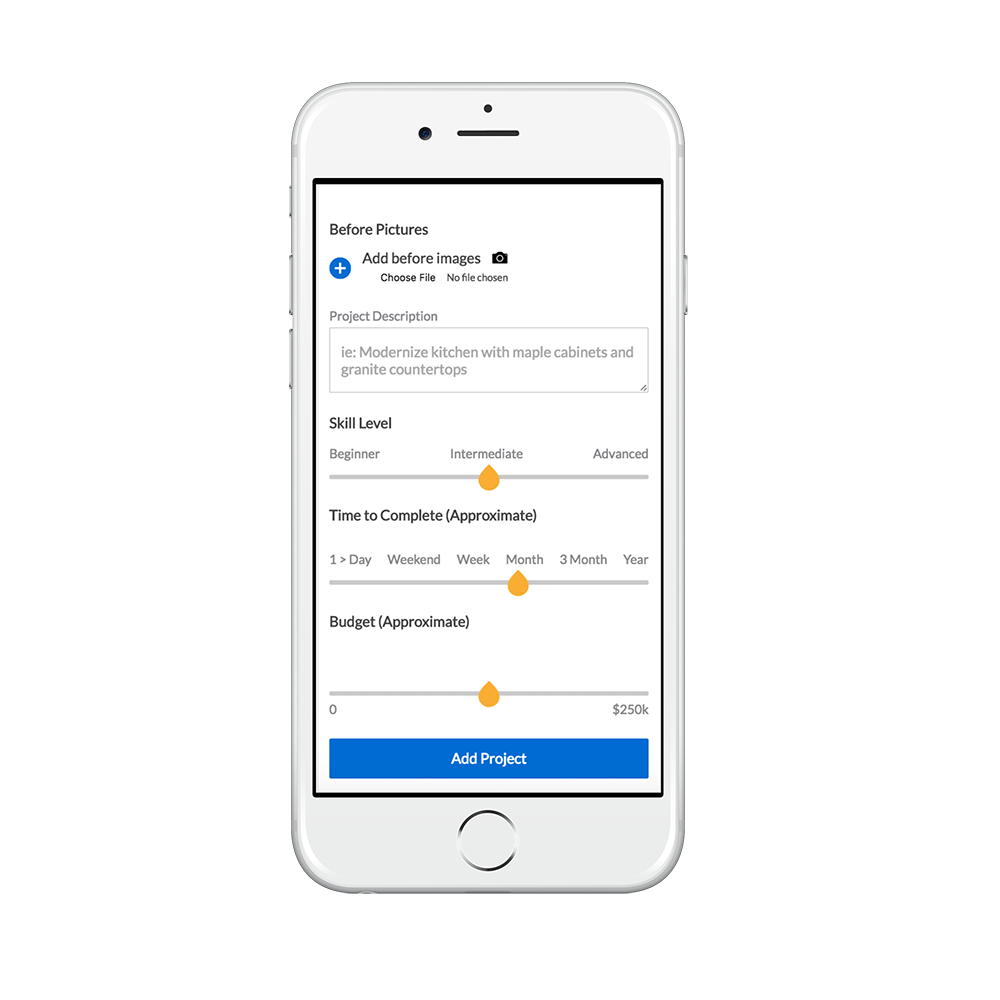 Before Pictures
Add before images
Choose File No file chosen
Project Description
ie: Modernize kitchen with maple cabinets and
granite countertops
Skill Level
Beginner Intermediate Advanced
Time to Complete (Approximate)
1 > Day Weekend Week Month 3 Month Year
Budget (Approximate)
0 $250k
Add Project